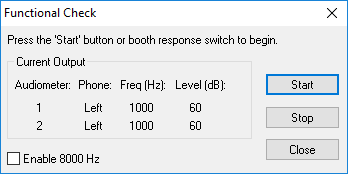 Functional Check
Press the 'Start' button or booth response switch to begin.
Current Output
Audiometer: Phone: Freq (Hz): Level (dB):
1 Left 1000 60
2 Left 1000 60
Enable 8000 Hz
Start
Stop
Close